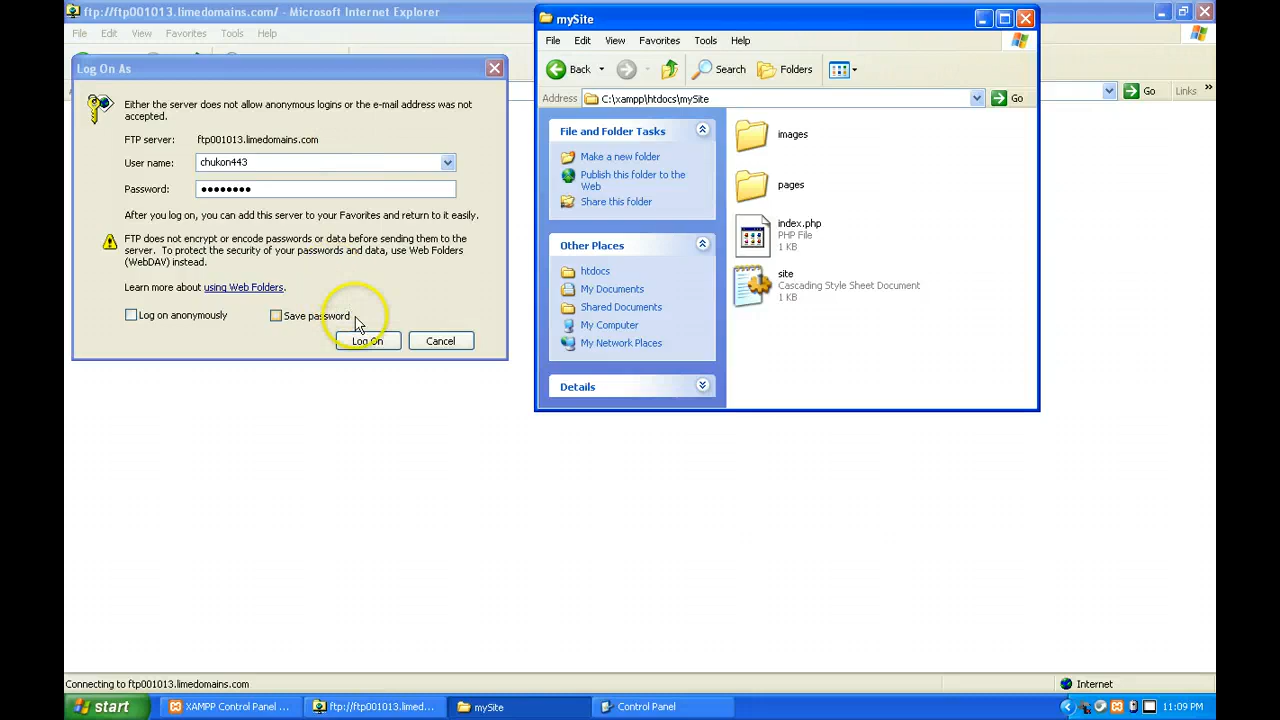 ftp://ftp001013.limedomains.com/ - Microsoft Internet Explorer
File Edit View Favorites Tools Help
Go Links »
Log On As
Either the server does not allow anonymous logins or the e-mail address was not
accepted.
FTP server: ftp001013.limedomains.com
User name: chukon443
Password: ●●●●●●●●
After you log on, you can add this server to your Favorites and return to it easily.
FTP does not encrypt or encode passwords or data before sending them to the
server. To protect the security of your passwords and data, use Web Folders
(WebDAV) instead.
Learn more about using Web Folders.
Log on anonymously Save password
Log On Cancel
mySite
File Edit View Favorites Tools Help
Back Search Folders
Address C:\xampp\htdocs\mySite Go
File and Folder Tasks
Make a new folder
Publish this folder to the
Web
Share this folder
Other Places
htdocs
My Documents
Shared Documents
My Computer
My Network Places
Details
images
pages
index.php
PHP File
1 KB
site
Cascading Style Sheet Document
1 KB
Connecting to ftp001013.limedomains.com
Internet
start XAMPP Control Panel ... ftp://ftp001013.limed... mySite Control Panel 11:09 PM